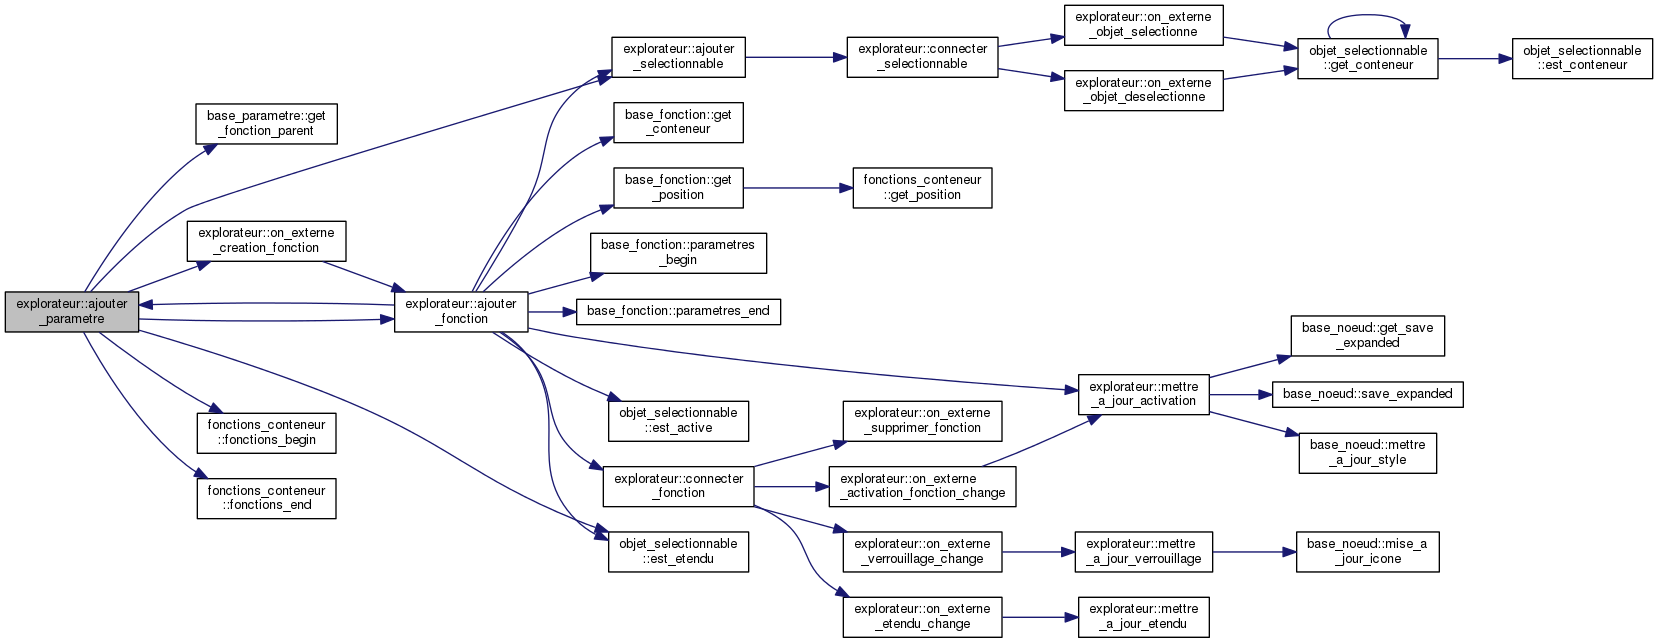 explorateur::ajouter
_parametre
base_parametre::get
_fonction_parent
explorateur::on_externe
_creation_fonction
fonctions_conteneur
::fonctions_begin
fonctions_conteneur
::fonctions_end
explorateur::ajouter
_fonction
explorateur::ajouter
_selectionnable
base_fonction::get
_conteneur
base_fonction::get
_position
base_fonction::parametres
_begin
base_fonction::parametres_end
objet_selectionnable
::est_active
explorateur::connecter
_fonction
objet_selectionnable
::est_etendu
explorateur::connecter
_selectionnable
fonctions_conteneur
::get_position
explorateur::on_externe
_supprimer_fonction
explorateur::on_externe
_activation_fonction_change
explorateur::on_externe
_verrouillage_change
explorateur::on_externe
_etendu_change
explorateur::on_externe
_objet_selectionne
explorateur::on_externe
_objet_deselectionne
explorateur::mettre
_a_jour_activation
explorateur::mettre
_a_jour_verrouillage
explorateur::mettre
_a_jour_etendu
objet_selectionnable
::get_conteneur
base_noeud::get_save
_expanded
base_noeud::save_expanded
base_noeud::mettre
_a_jour_style
base_noeud::mise_a
_jour_icone
objet_selectionnable
::est_conteneur